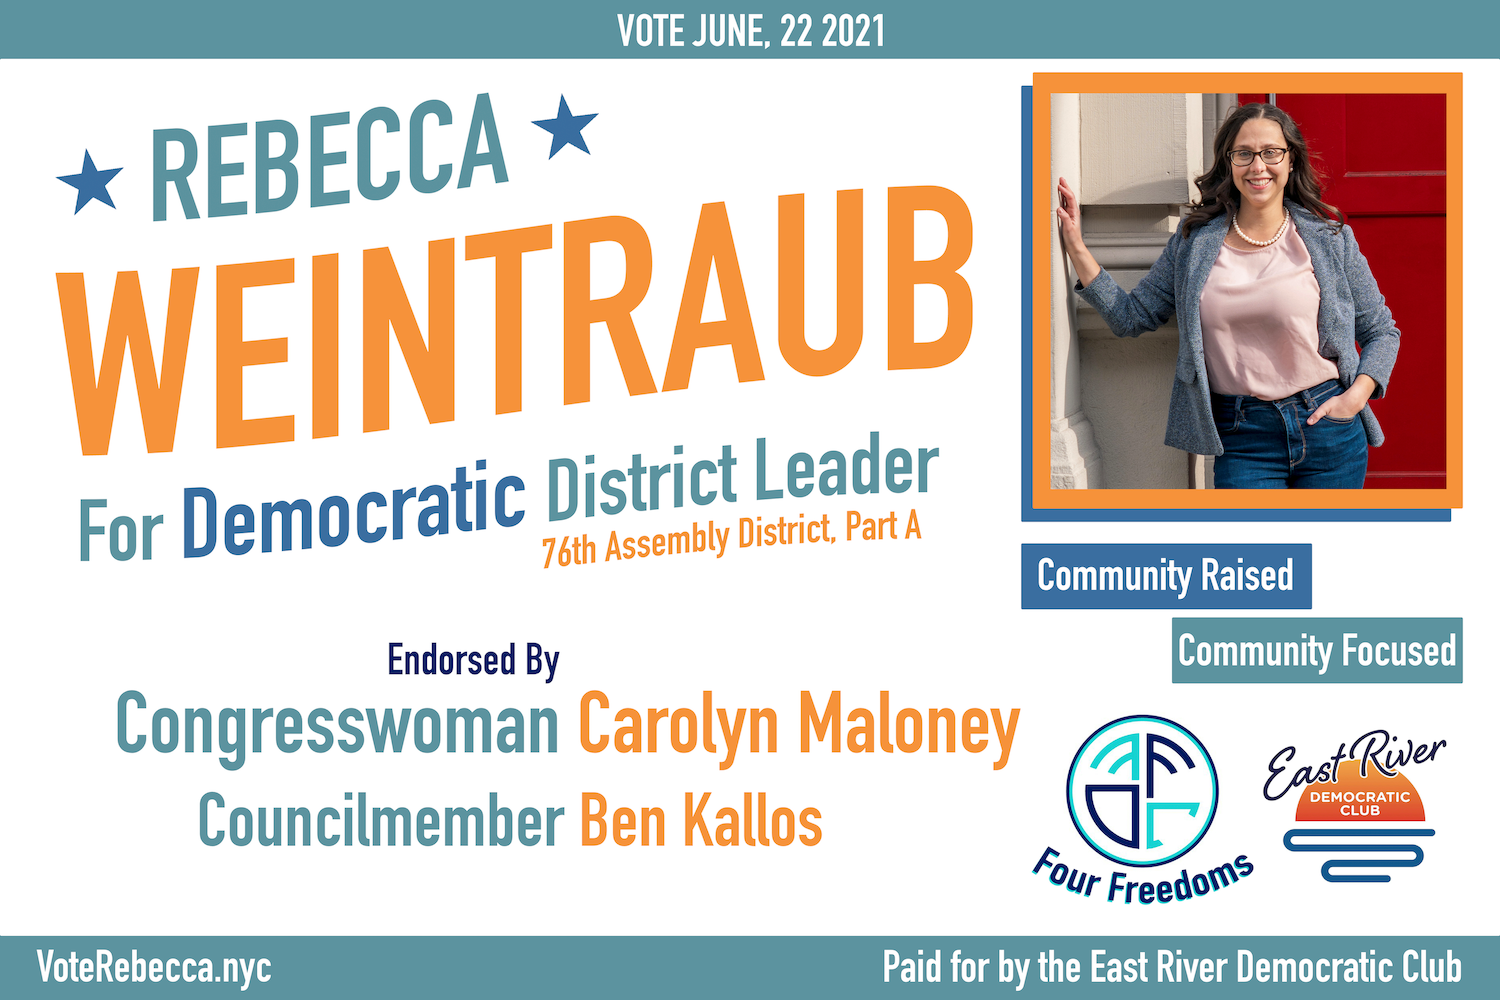 VOTE JUNE, 22 2021
REBECCA
WEINTRAUB
For Democratic District Leader
76th Assembly District, Part A
Endorsed By
Congresswoman Carolyn Maloney
Councilmember Ben Kallos
Community Raised
Community Focused
Four Freedoms
East River
DEMOCRATIC
CLUB
VoteRebecca.nyc
Paid for by the East River Democratic Club